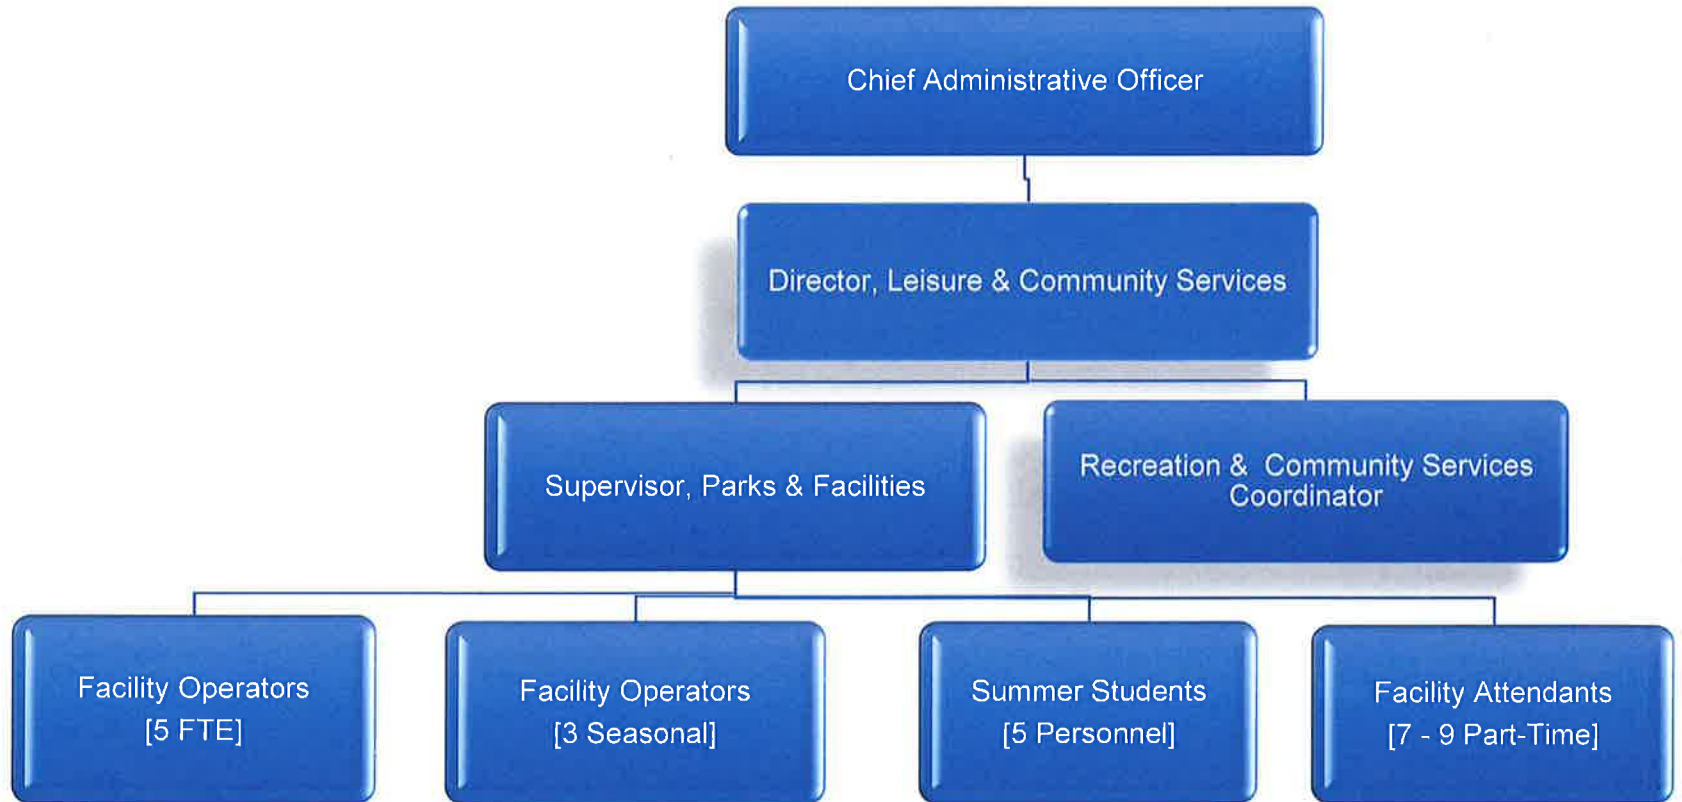 Chief Administrative Officer
Director, Leisure & Community Services
Supervisor, Parks & Facilities
Recreation & Community Services
Coordinator
Facility Operators
[5 FTE]
Facility Operators
[3 Seasonal]
Summer Students
[5 Personnel]
Facility Attendants
[7 - 9 Part-Time]